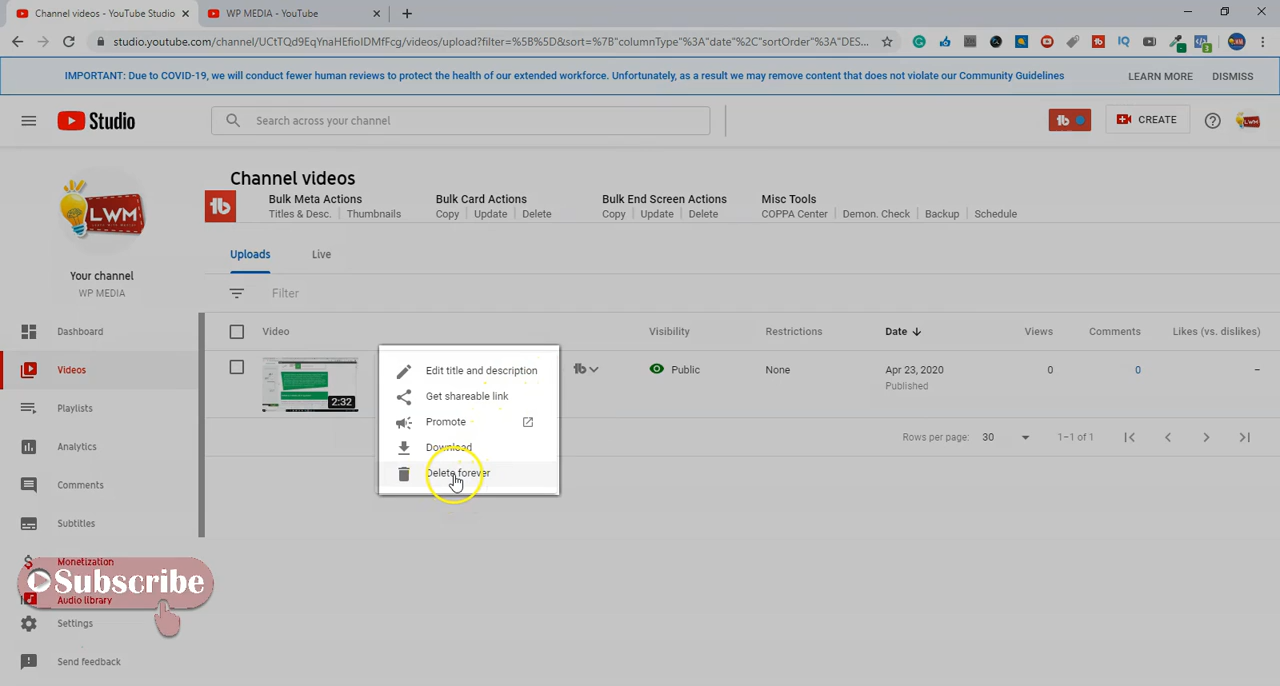 Channel videos - YouTube Studio
WP MEDIA - YouTube
studio.youtube.com/channel/UCtTQd9EqYnaHEfioIDMfFcg/videos/upload?filter=%5B%5D&sort=%7B"columnType"%3A"date"%2C"sortOrder"%3A"DES...
IMPORTANT: Due to COVID-19, we will conduct fewer human reviews to protect the health of our extended workforce. Unfortunately, as a result we may remove content that does not violate our Community Guidelines
LEARN MORE
DISMISS
Studio
Search across your channel
CREATE
Channel videos
Bulk Meta Actions
Bulk Card Actions
Bulk End Screen Actions
Misc Tools
Titles & Desc. | Thumbnails
Copy | Update | Delete
Copy | Update | Delete
COPPA Center | Demon. Check | Backup | Schedule
LWM
Your channel
WP MEDIA
Uploads
Live
Filter
Dashboard
Videos
Playlists
Analytics
Comments
Subtitles
Monetization
Subscribe
Audio library
Settings
Send feedback
Video
Visibility
Restrictions
Date
Views
Comments
Likes (vs. dislikes)
2:32
Public
None
Apr 23, 2020
Published
0
0
–
Edit title and description
Get shareable link
Promote
Download
Delete forever
Rows per page: 30
1–1 of 1